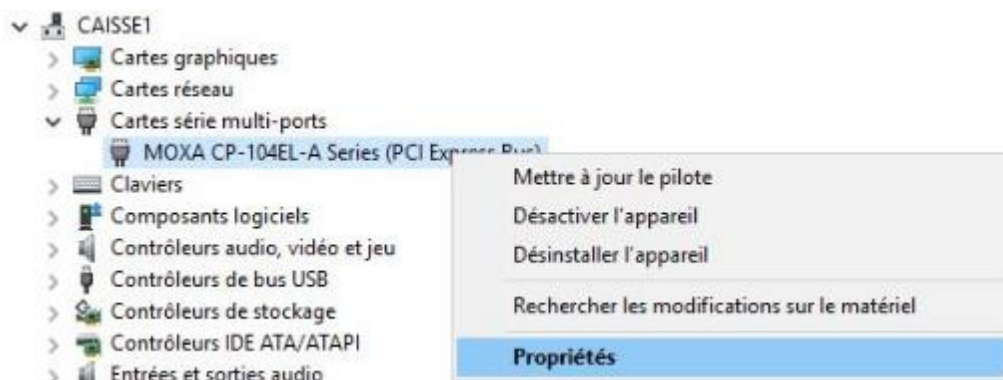 CAISSE1
Cartes graphiques
Cartes réseau
Cartes série multi-ports
MOXA CP-104EL-A Series (PCI Express Bus)
Claviers
Composants logiciels
Contrôleurs audio, vidéo et jeu
Contrôleurs de bus USB
Contrôleurs de stockage
Contrôleurs IDE ATA/ATAPI
Entrées et sorties audio
Mettre à jour le pilote
Désactiver l'appareil
Désinstaller l'appareil
Rechercher les modifications sur le matériel
Propriétés